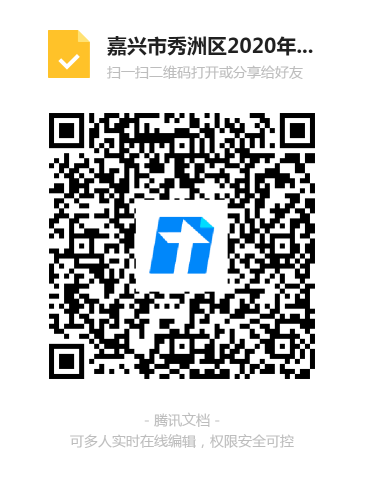 嘉兴市秀洲区2020年...
扫一扫二维码打开或分享给好友
- 腾讯文档 -
可多人实时在线编辑，权限安全可控